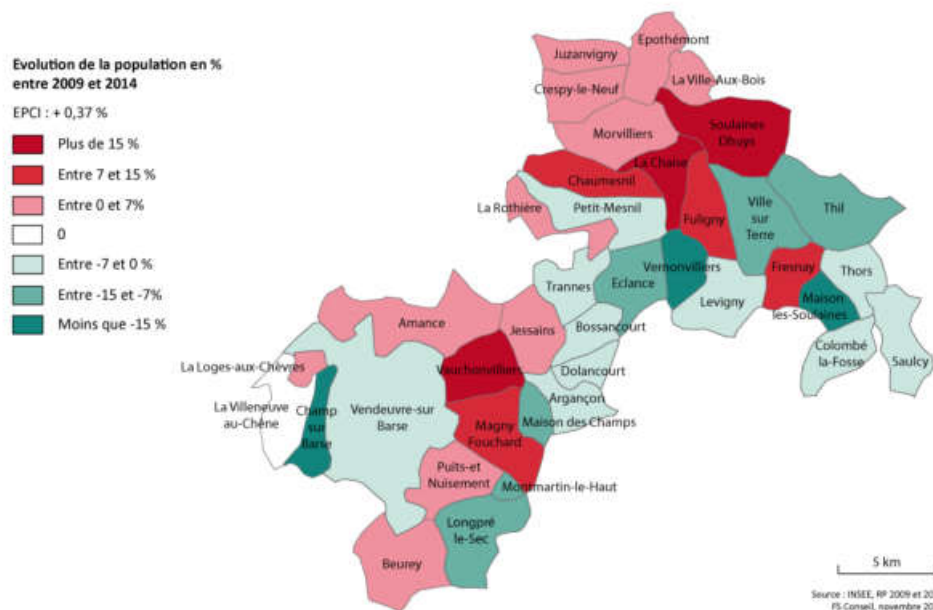 Evolution de la population en %
entre 2009 et 2014
EPCI : + 0,37 %
Plus de 15 %
Entre 7 et 15 %
Entre 0 et 7%
0
Entre -7 et 0 %
Entre -15 et -7%
Moins que -15 %
Epothémont
Juzanvigny
La Ville-Aux-Bois
Crespy-le-Neuf
Morvilliers
Soulaines
Dhuys
La Chaise
Chaumesnil
La Rothière
Petit-Mesnil
Fuligny
Ville
sur
Terre
Thil
Vernonvilliers
Fresnay
Thors
Eclance
Trannes
Levigny
Maison
les-Soulaines
Bossancourt
Amance
Jessains
Colombé
la-Fosse
Saulcy
La Loges-aux-Chèvres
Vauchonvilliers
Dolancourt
Argançon
La Villeneuve
au-Chêne
Champ
sur
Barse
Vendeuvre-sur
Barse
Maison des Champs
Magny
Fouchard
Puits-et
Nuisement
Montmartin-le-Haut
Longpré
le-Sec
Beurey
5 km
Source : INSEE, RP 2009 et 20
FS Conseil, novembre 20